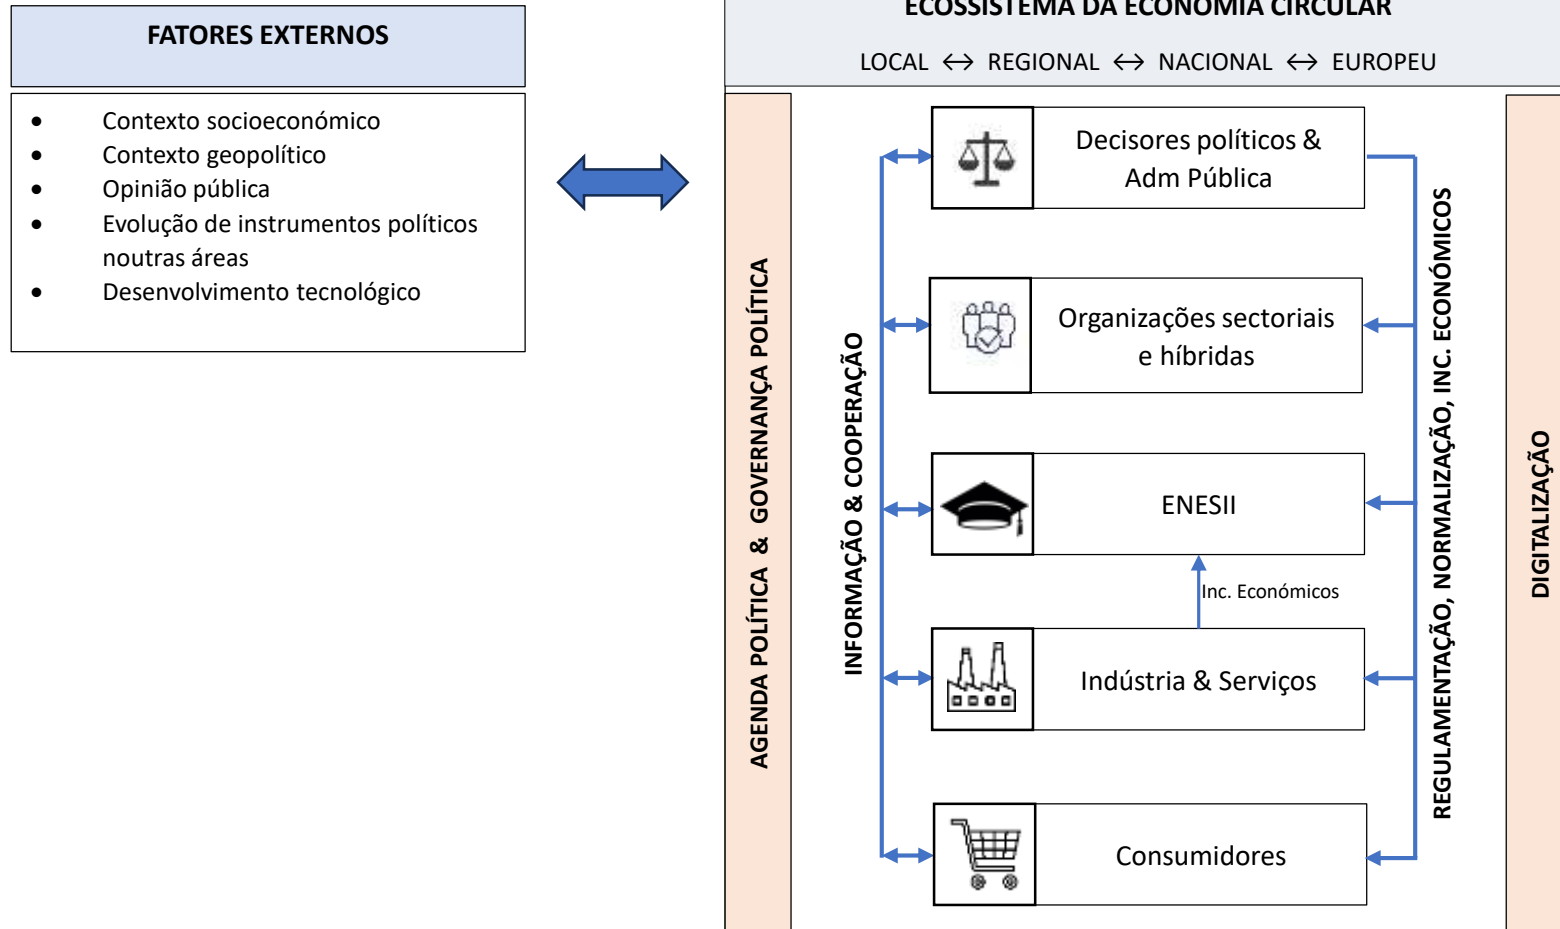 FATORES EXTERNOS
• Contexto socioeconómico
• Contexto geopolítico
• Opinião pública
• Evolução de instrumentos políticos
noutras áreas
• Desenvolvimento tecnológico
ECOSSISTEMA DA ECONOMIA CIRCULAR
LOCAL ↔ REGIONAL ↔ NACIONAL ↔ EUROPEU
AGENDA POLÍTICA & GOVERNANÇA POLÍTICA
INFORMAÇÃO & COOPERAÇÃO
Decisores políticos &
Adm Pública
Organizações sectoriais
e híbridas
ENESII
Inc. Económicos
Indústria & Serviços
Consumidores
REGULAMENTAÇÃO, NORMALIZAÇÃO, INC. ECONÓMICOS
DIGITALIZAÇÃO